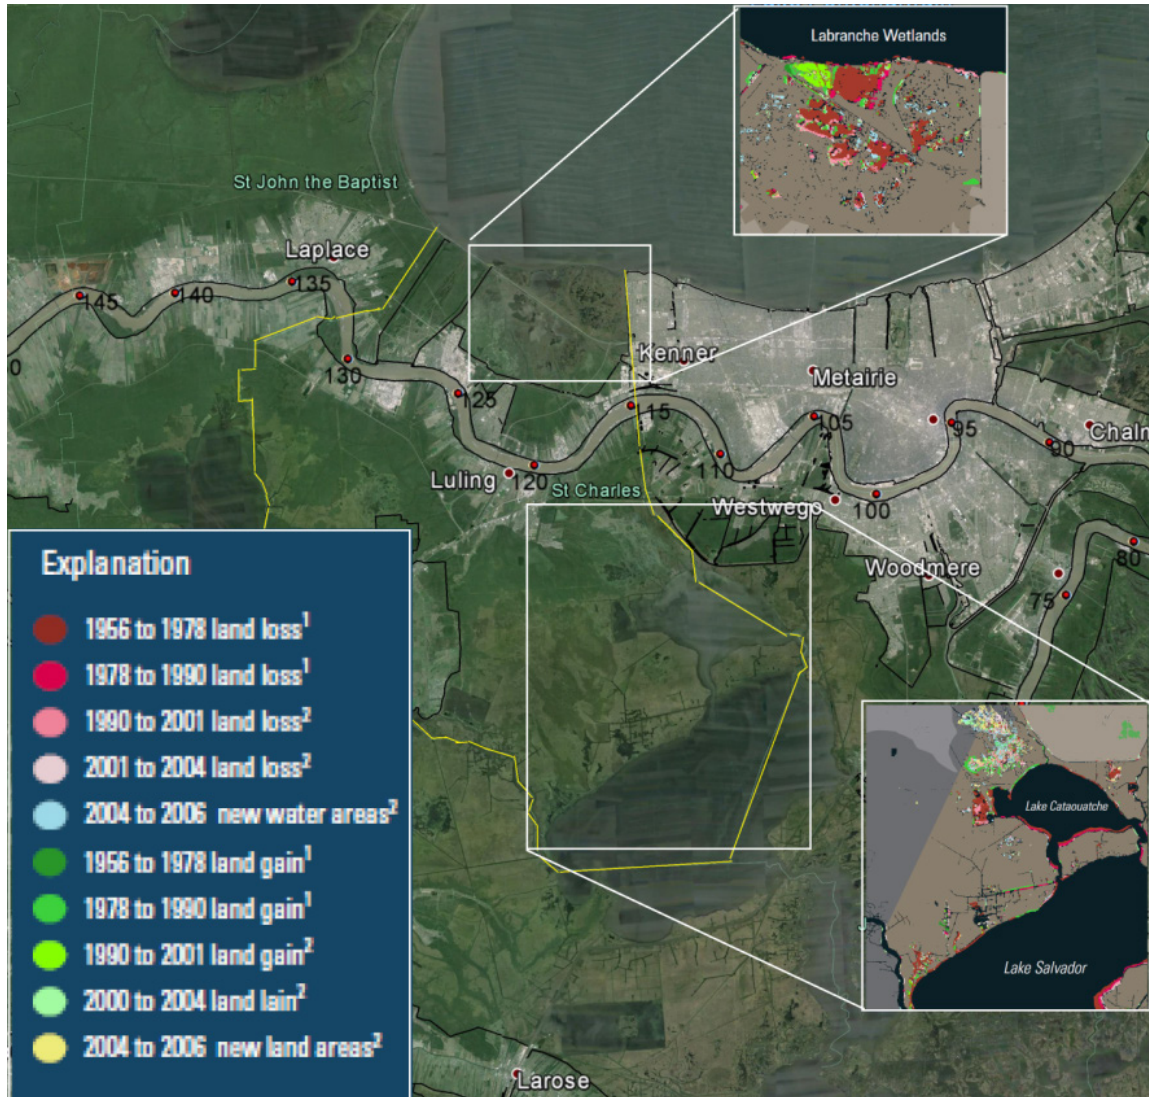 Labranche Wetlands
St John the Baptist
Laplace
145
140
135
0
130
Kenner
Metairie
125
115
105
95
90
Chalm
110
Luling
120
St Charles
Westwego
100
80
Woodmere
75
Explanation
1956 to 1978 land loss¹
1978 to 1990 land loss¹
1990 to 2001 land loss²
2001 to 2004 land loss²
2004 to 2006 new water areas²
1956 to 1978 land gain¹
1978 to 1990 land gain¹
1990 to 2001 land gain²
2000 to 2004 land lain²
2004 to 2006 new land areas²
Lake Cataouatche
Lake Salvador
Larose